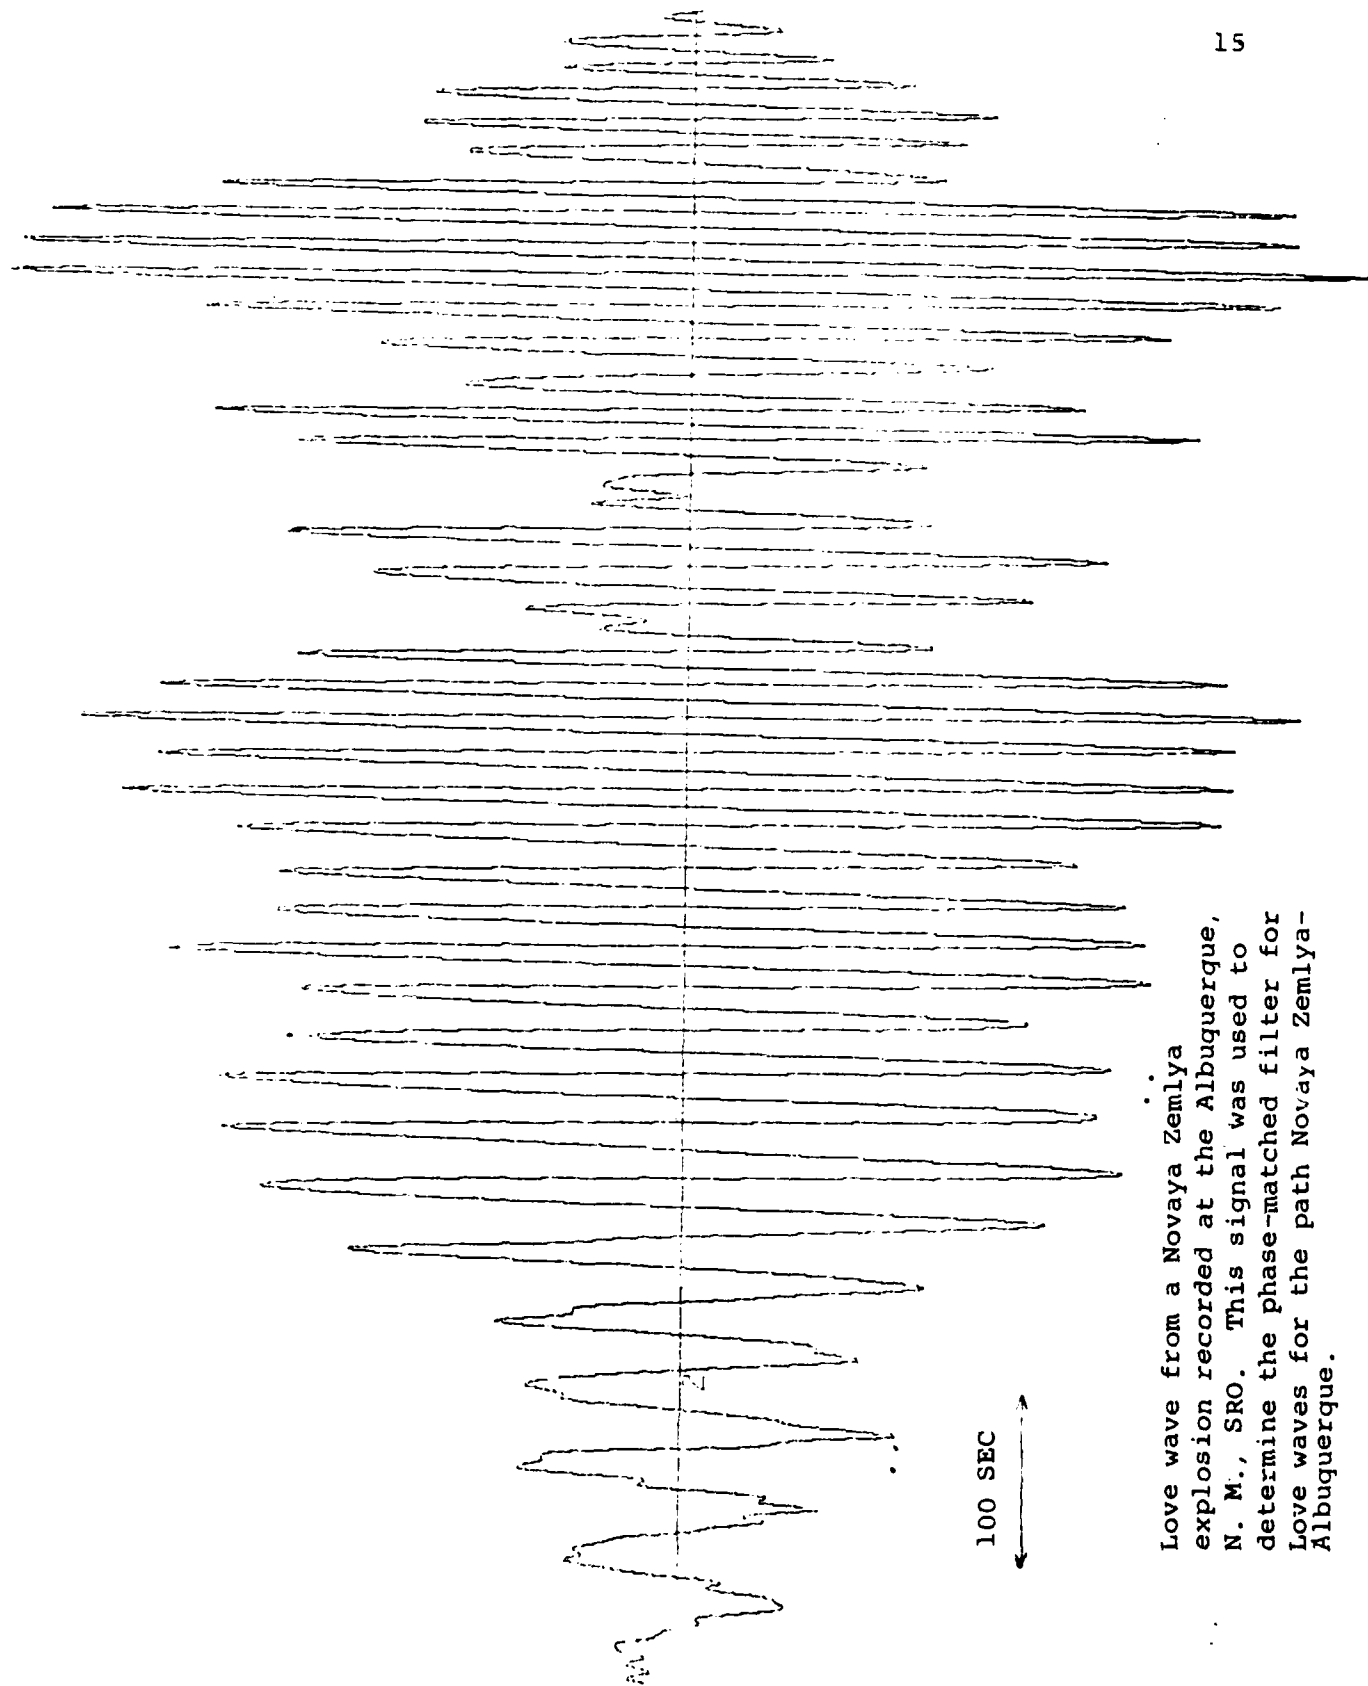 15
100 SEC
Love wave from a Novaya Zemlya
explosion recorded at the Albuquerque,
N. M., SRO. This signal was used to
determine the phase-matched filter for
Love waves for the path Novaya Zemlya-
Albuquerque.